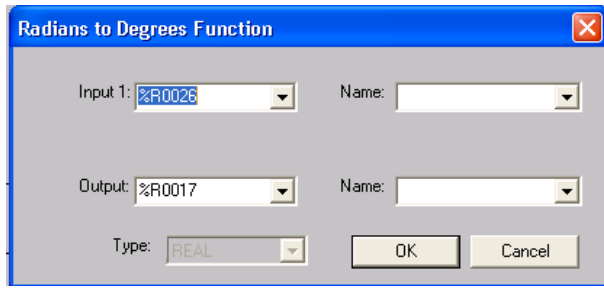 Radians to Degrees Function
Input 1: %R0026 Name:
Output: %R0017 Name:
Type: REAL OK Cancel